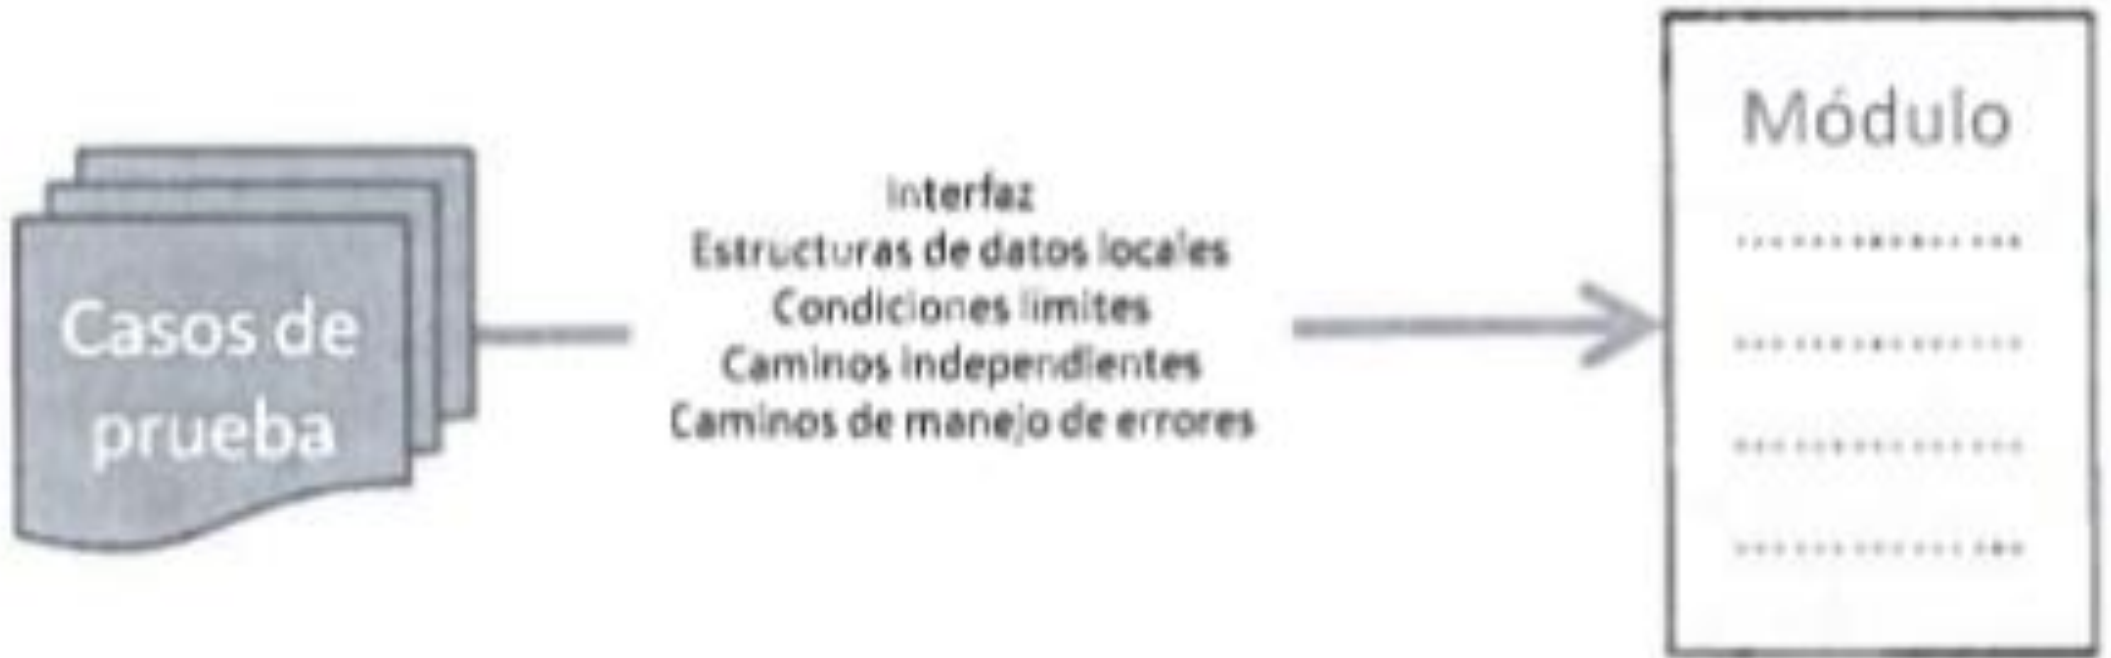 Casos de
prueba
Interfaz
Estructuras de datos locales
Condiciones limites
Caminos independientes
Caminos de manejo de errores
Módulo